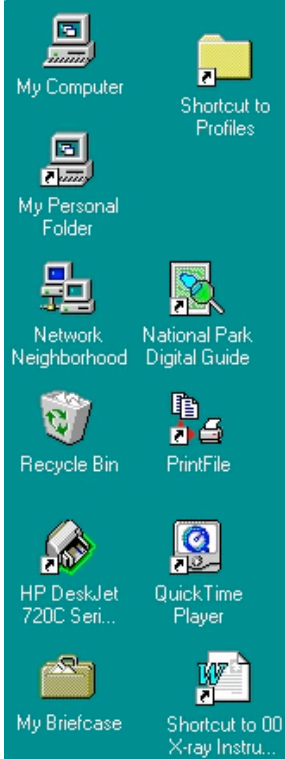 My Computer
Shortcut to
Profiles
My Personal
Folder
Network
Neighborhood
National Park
Digital Guide
Recycle Bin
PrintFile
HP DeskJet
720C Seri...
QuickTime
Player
My Briefcase
Shortcut to 00
X-ray Instru...